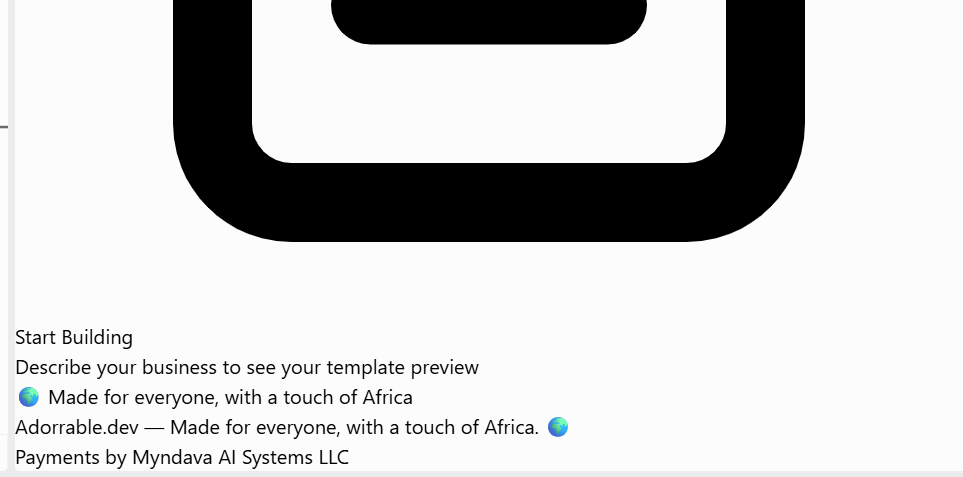 Start Building
Describe your business to see your template preview
🌍 Made for everyone, with a touch of Africa
Adorrable.dev — Made for everyone, with a touch of Africa. 🌍
Payments by Myndava AI Systems LLC